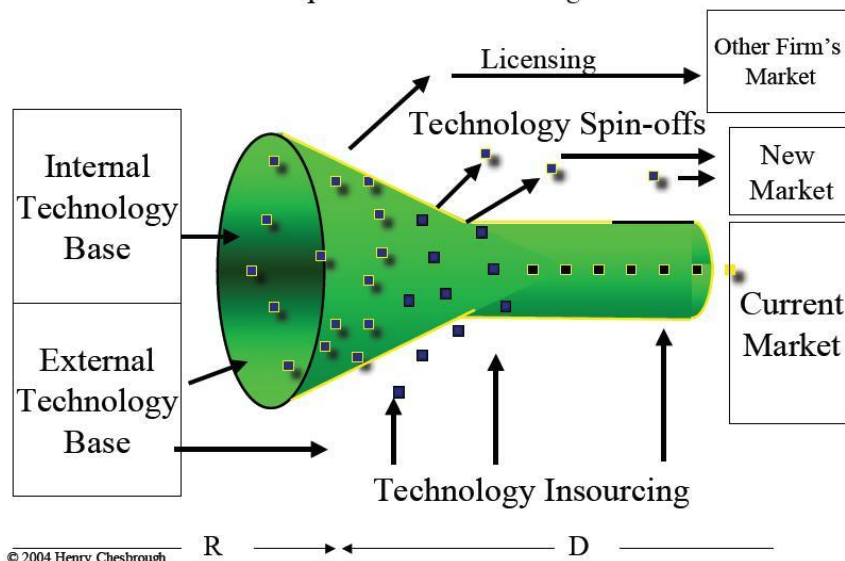 Licensing
Other Firm's
Market
Technology Spin-offs
Internal
Technology
Base
New
Market
External
Technology
Base
Current
Market
Technology Insourcing
R
D
© 2004 Henry Chesbrough